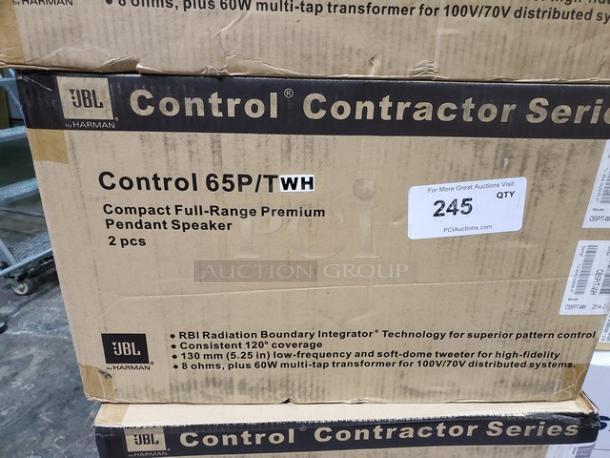 by HARMAN
• 8 ohms, plus 60W multi-tap transformer for 100V/70V distributed sy
JBL
by HARMAN
Control® Contractor Serie
Control 65P/T WH
Compact Full-Range Premium
Pendant Speaker
2 pcs
For More Great Auctions Visit
245
QTY
PCIAuctions.com
PCI
AUCTION GROUP
JBL
by HARMAN
• RBI Radiation Boundary Integrator® Technology for superior pattern control
• Consistent 120° coverage
• 130 mm (5.25 in) low-frequency and soft-dome tweeter for high-fidelity
• 8 ohms, plus 60W multi-tap transformer for 100V/70V distributed systems
JBL
by HARMAN
Control Contractor Series